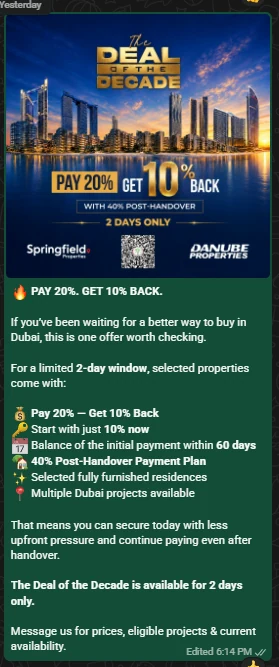 Yesterday
The
DEAL
OF THE
DECADE
PAY 20% GET 10% BACK
WITH 40% POST-HANDOVER
2 DAYS ONLY
Springfield
Properties
DANUBE
PROPERTIES
🔥 PAY 20%. GET 10% BACK.
If you've been waiting for a better way to buy in
Dubai, this is one offer worth checking.
For a limited 2-day window, selected properties
come with:
💰 Pay 20% — Get 10% Back
🔑 Start with just 10% now
📅 Balance of the initial payment within 60 days
🏡 40% Post-Handover Payment Plan
✨ Selected fully furnished residences
📍 Multiple Dubai projects available
That means you can secure today with less
upfront pressure and continue paying even after
handover.
The Deal of the Decade is available for 2 days
only.
Message us for prices, eligible projects & current
availability.
Edited 6:14 PM